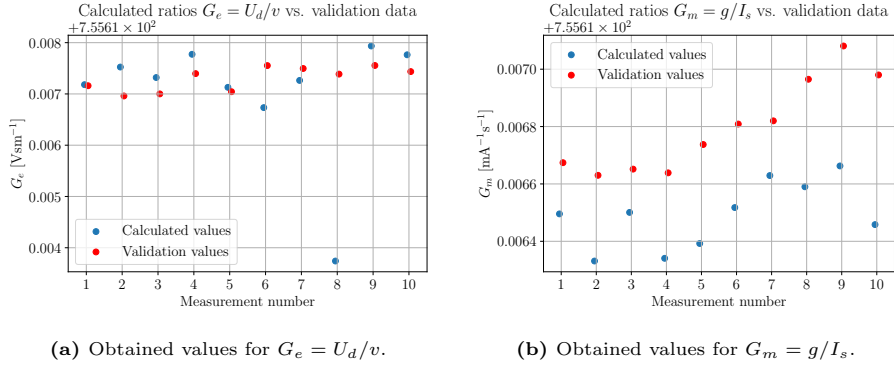 Calculated ratios G_e = U_d/v vs. validation data
+7.5561 × 10^2
0.008
0.007
0.006
0.005
0.004
G_e [Vsm^−1]
Calculated values
Validation values
1 2 3 4 5 6 7 8 9 10
Measurement number
(a) Obtained values for G_e = U_d/v.
Calculated ratios G_m = g/I_s vs. validation data
+7.5561 × 10^2
0.0070
0.0068
0.0066
0.0064
G_m [mA^−1s^−1]
Calculated values
Validation values
1 2 3 4 5 6 7 8 9 10
Measurement number
(b) Obtained values for G_m = g/I_s.